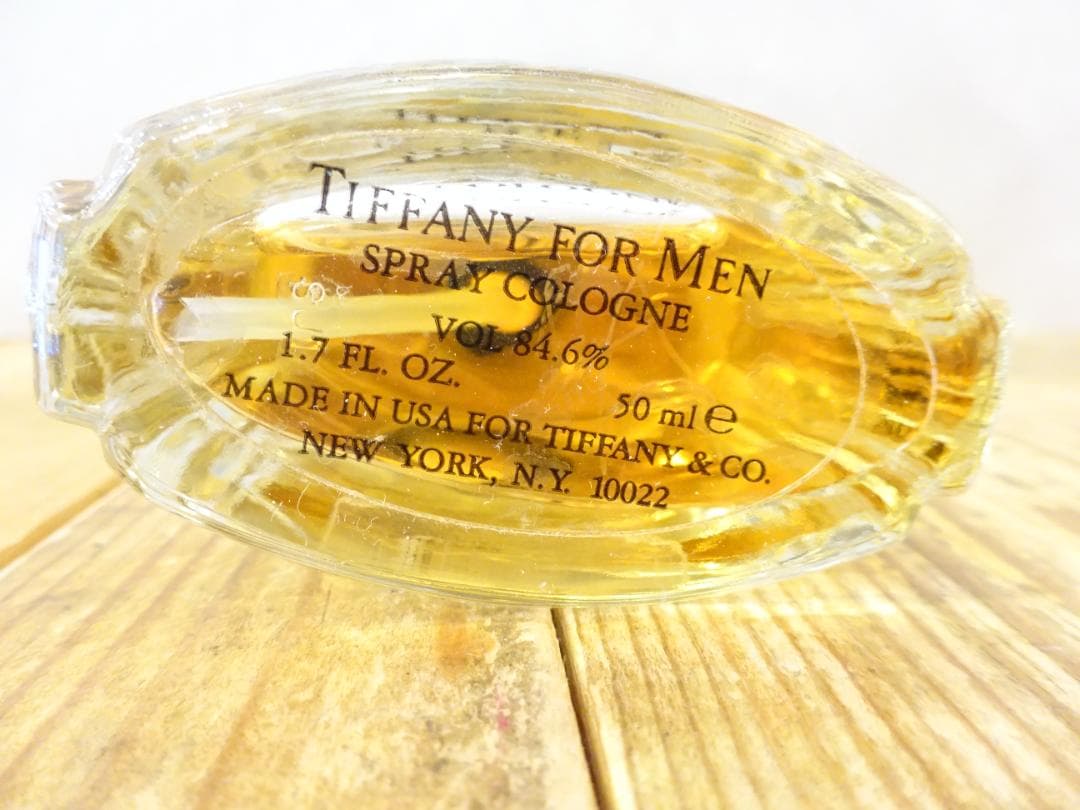 TIFFANY FOR MEN
SPRAY COLOGNE
VOL 84.6%
1.7 FL. OZ. 50 ml ℮
MADE IN USA FOR TIFFANY & CO.
NEW YORK, N.Y. 10022